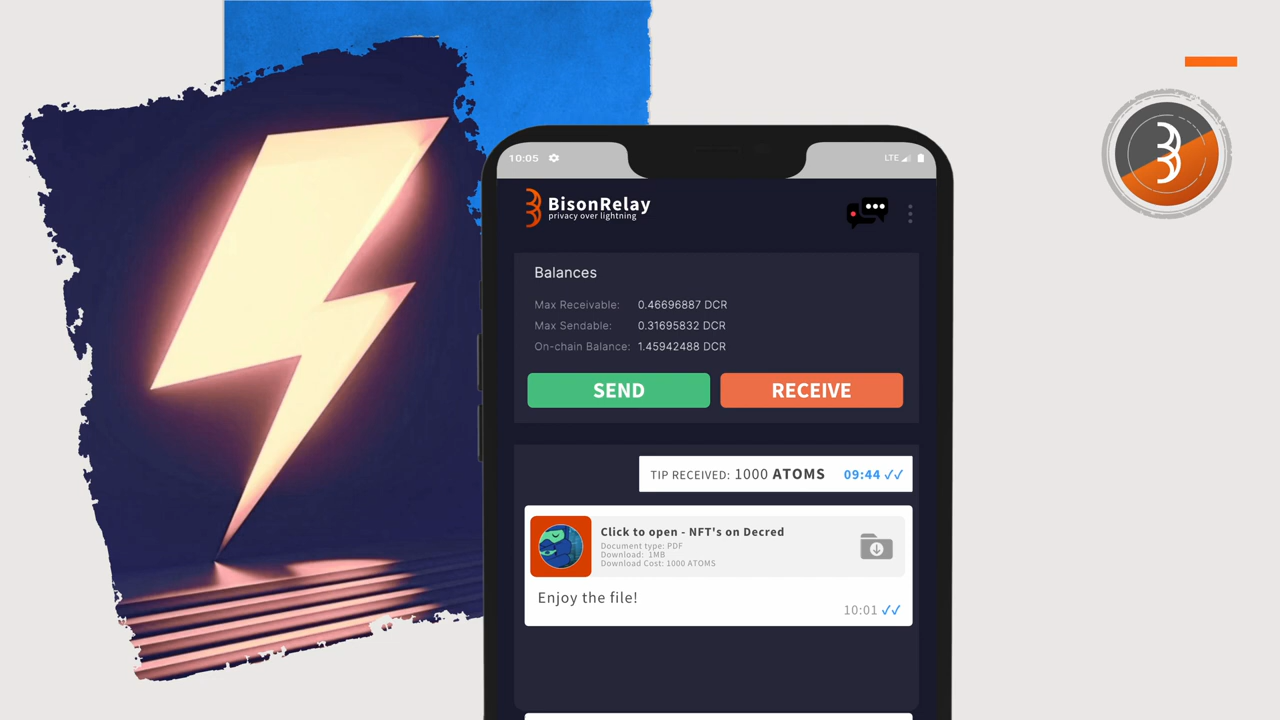 10:05
LTE
BisonRelay
privacy over lightning
Balances
Max Receivable: 0.46696887 DCR
Max Sendable: 0.31695832 DCR
On-chain Balance: 1.45942488 DCR
SEND RECEIVE
TIP RECEIVED: 1000 ATOMS 09:44
Click to open - NFT's on Decred
Document type: PDF
Download: 1MB
Download Cost: 1000 ATOMS
Enjoy the file!
10:01